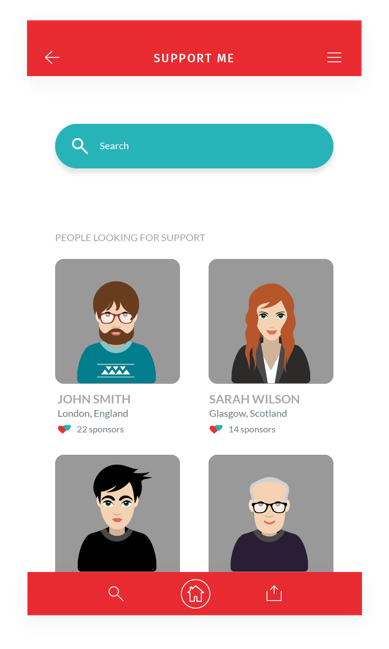 SUPPORT ME
Search
PEOPLE LOOKING FOR SUPPORT
JOHN SMITH
London, England
22 sponsors
SARAH WILSON
Glasgow, Scotland
14 sponsors